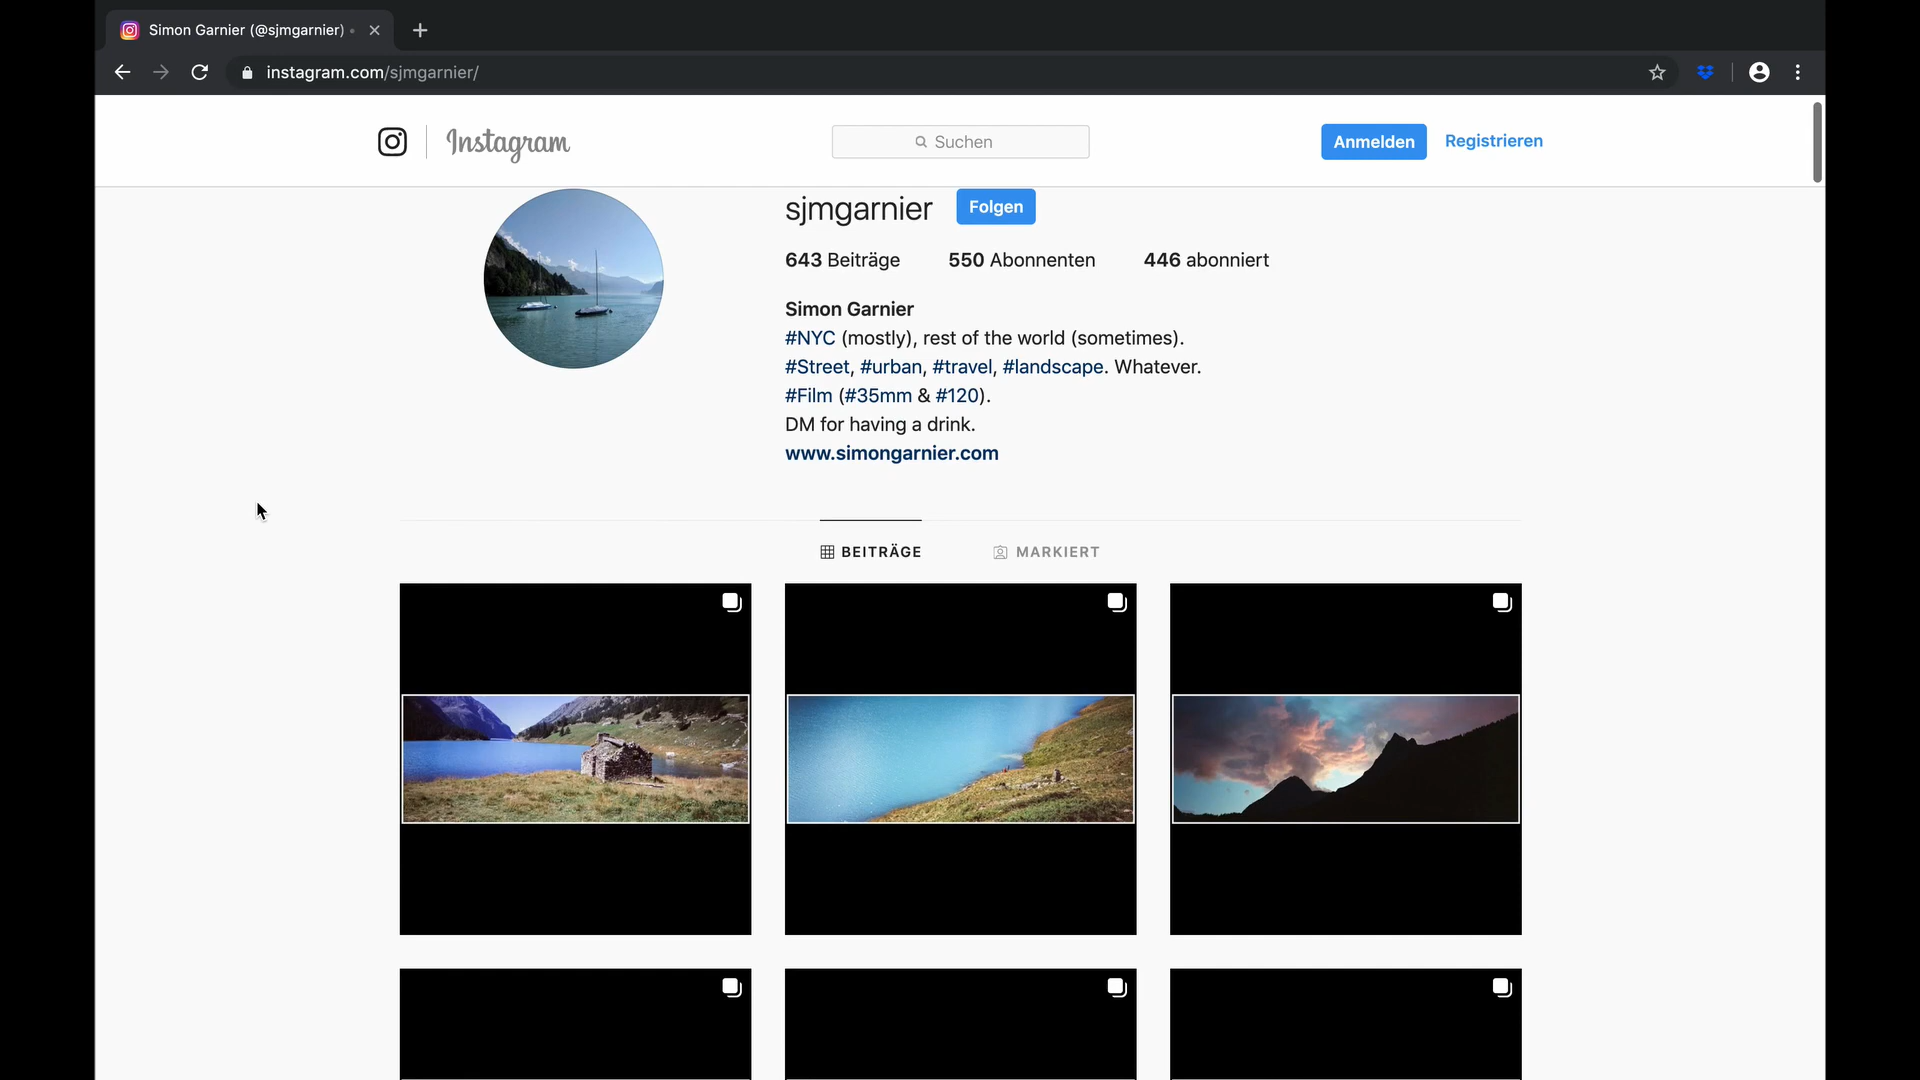 Simon Garnier (@sjmgarnier) •
instagram.com/sjmgarnier/
Instagram
Suchen
Anmelden
Registrieren
sjmgarnier
Folgen
643 Beiträge 550 Abonnenten 446 abonniert
Simon Garnier
#NYC (mostly), rest of the world (sometimes).
#Street, #urban, #travel, #landscape. Whatever.
#Film (#35mm & #120).
DM for having a drink.
www.simongarnier.com
BEITRÄGE
MARKIERT